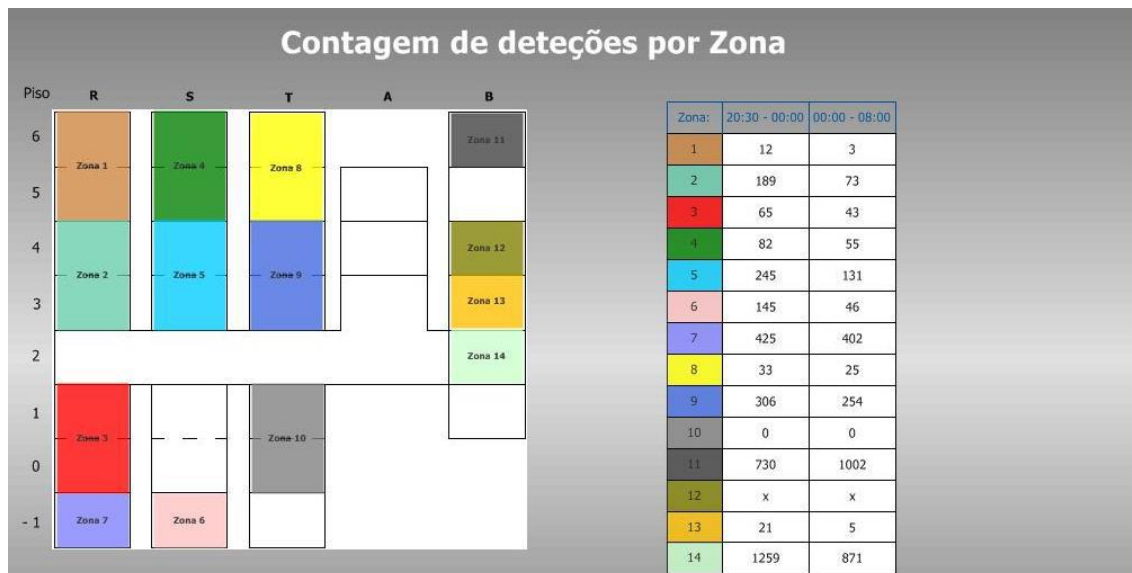 Contagem de deteções por Zona
Piso R S T A B
6
5
4
3
2
1
0
- 1
Zona 1
Zona 4
Zona 8
Zona 11
Zona 2
Zona 5
Zona 9
Zona 12
Zona 13
Zona 14
Zona 3
Zona 10
Zona 7
Zona 6
Zona: 20:30 - 00:00 00:00 - 08:00
1 12 3
2 189 73
3 65 43
4 82 55
5 245 131
6 145 46
7 425 402
8 33 25
9 306 254
10 0 0
11 730 1002
12 x x
13 21 5
14 1259 871